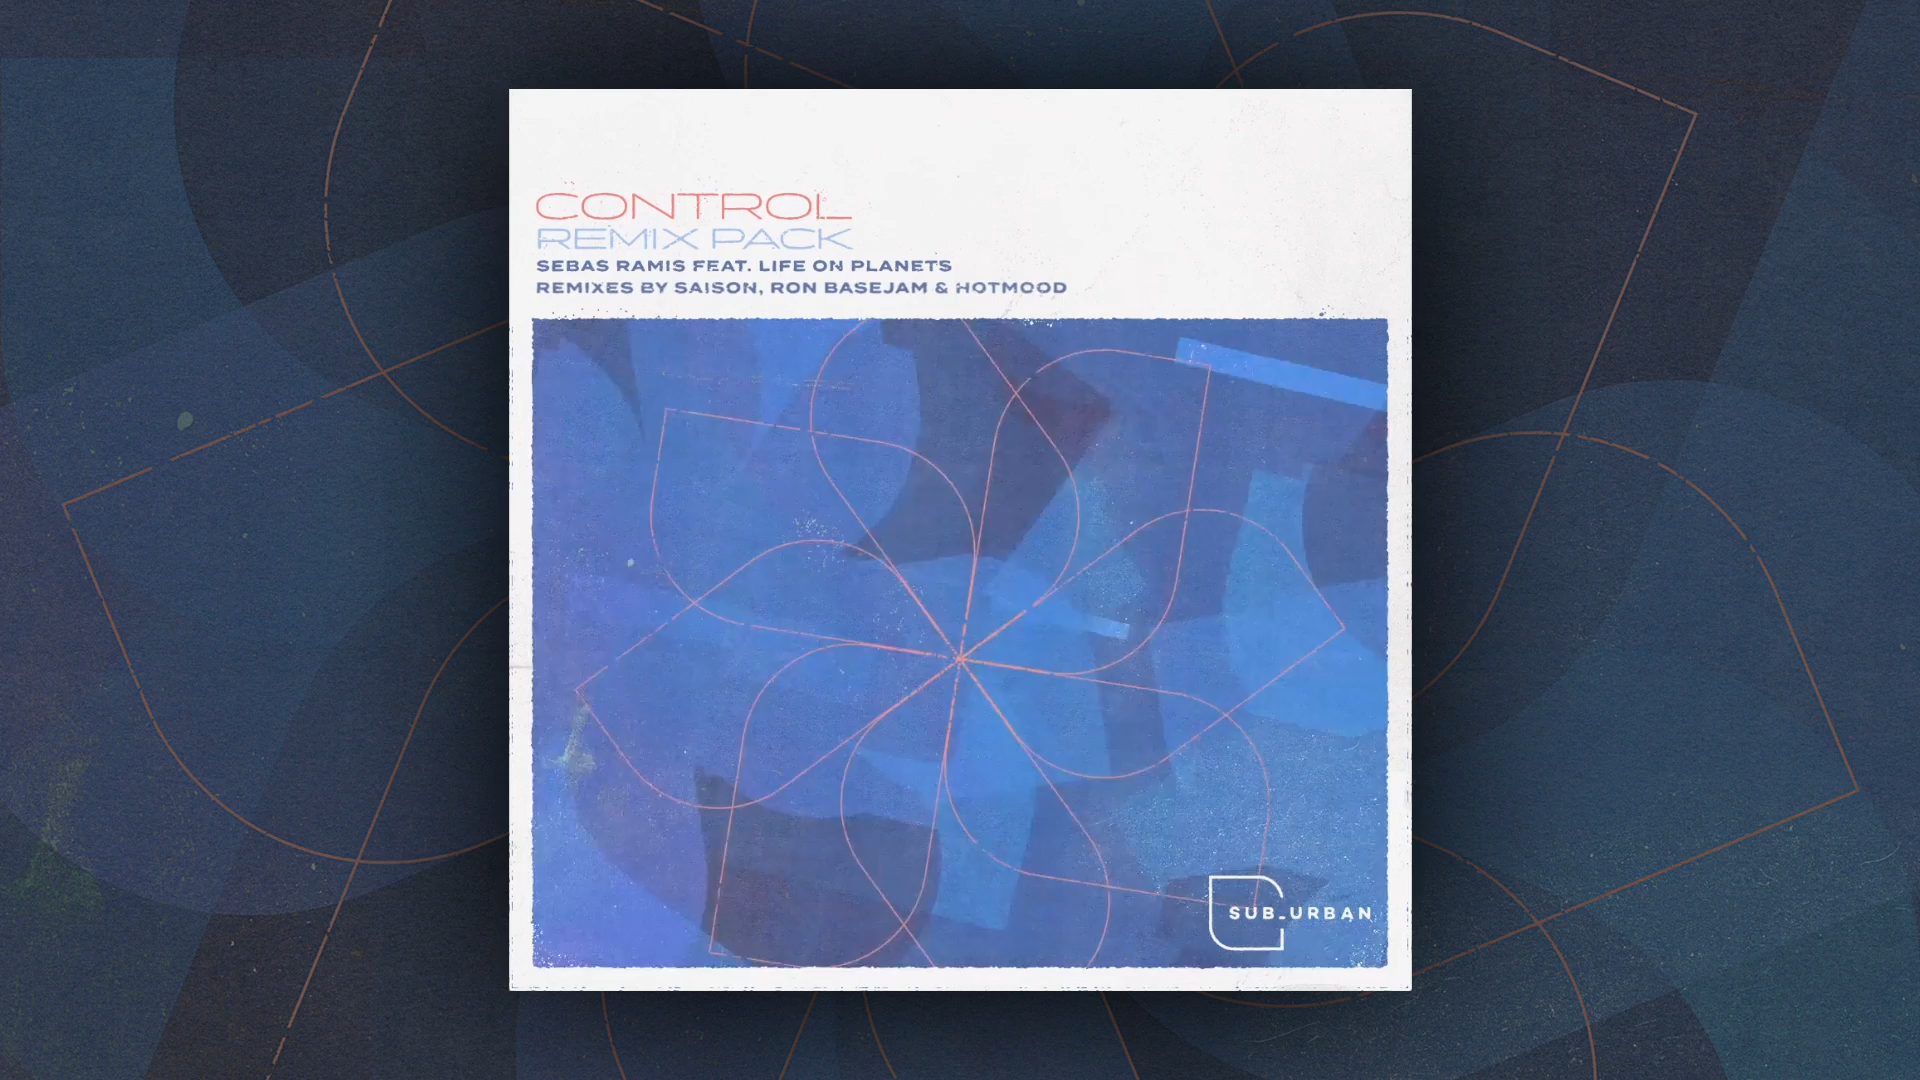 CONTROL
REMIX PACK
SEBAS RAMIS FEAT. LIFE ON PLANETS
REMIXES BY SAISON, RON BASEJAM & HOTMOOD
SUB_URBAN